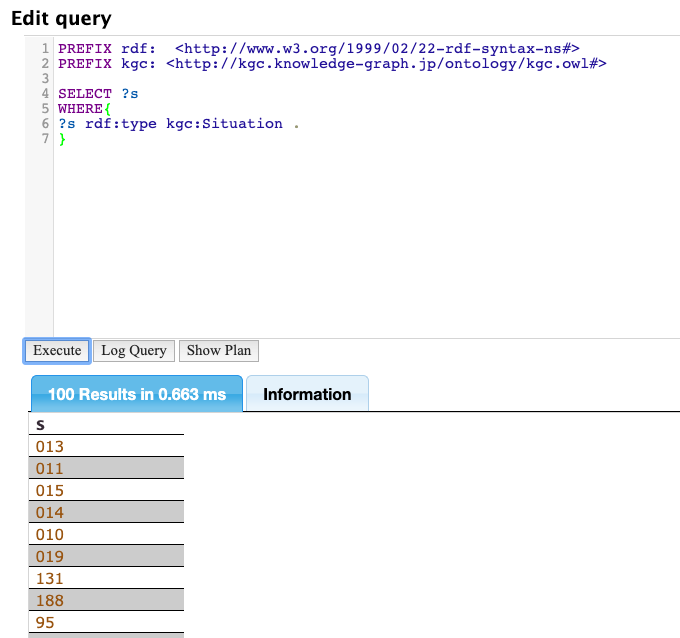 Edit query
1 PREFIX rdf:  <http://www.w3.org/1999/02/22-rdf-syntax-ns#>
2 PREFIX kgc: <http://kgc.knowledge-graph.jp/ontology/kgc.owl#>
3
4 SELECT ?s
5 WHERE{
6 ?s rdf:type kgc:Situation .
7 }
Execute Log Query Show Plan
100 Results in 0.663 ms Information
s
013
011
015
014
010
019
131
188
95